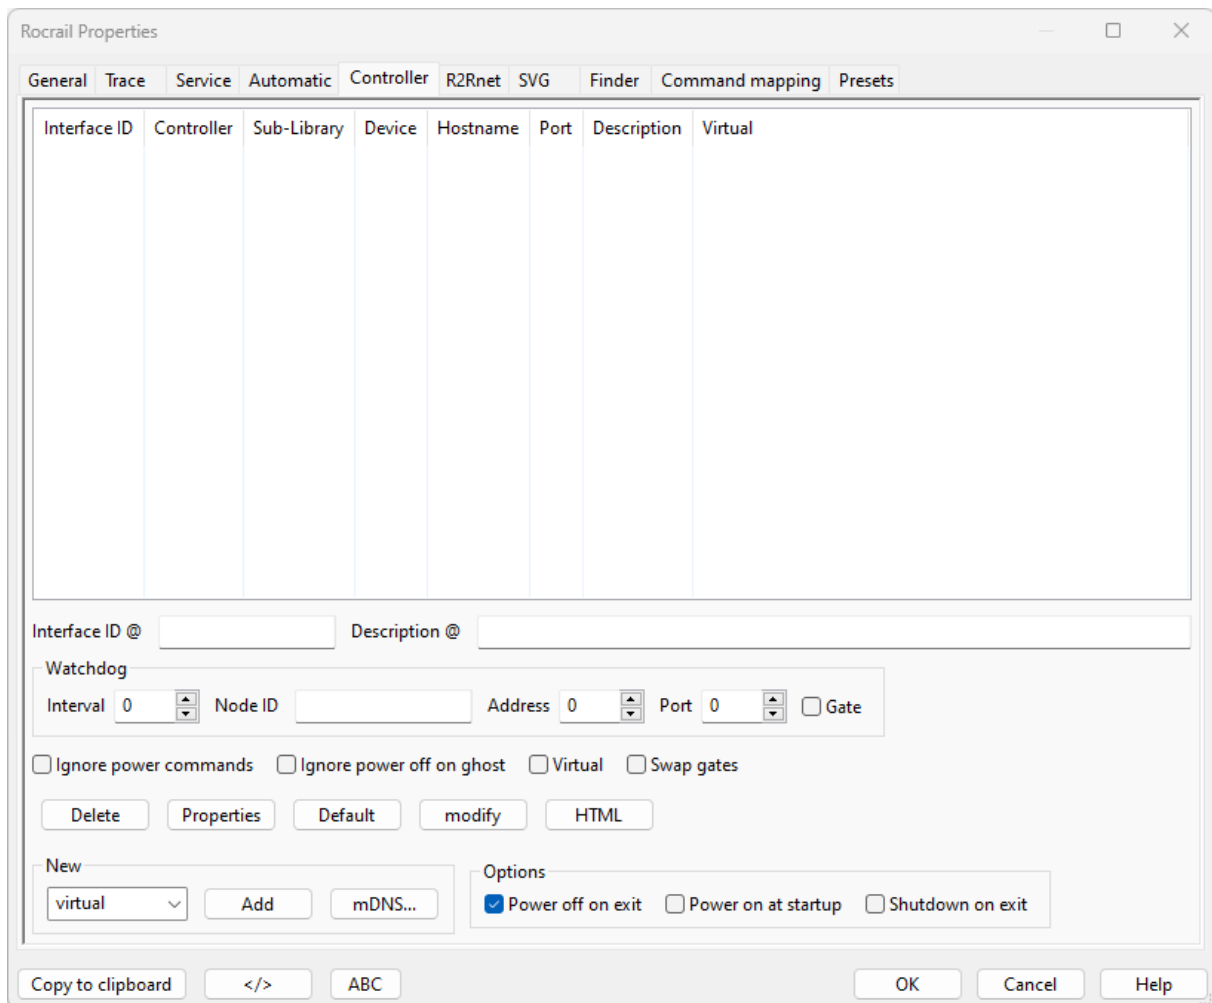 Rocrail Properties
General Trace Service Automatic Controller R2Rnet SVG Finder Command mapping Presets
Interface ID Controller Sub-Library Device Hostname Port Description Virtual
Interface ID @ Description @
Watchdog
Interval 0 Node ID Address 0 Port 0 Gate
Ignore power commands Ignore power off on ghost Virtual Swap gates
Delete Properties Default modify HTML
New
virtual Add mDNS...
Options
Power off on exit Power on at startup Shutdown on exit
Copy to clipboard </> ABC OK Cancel Help